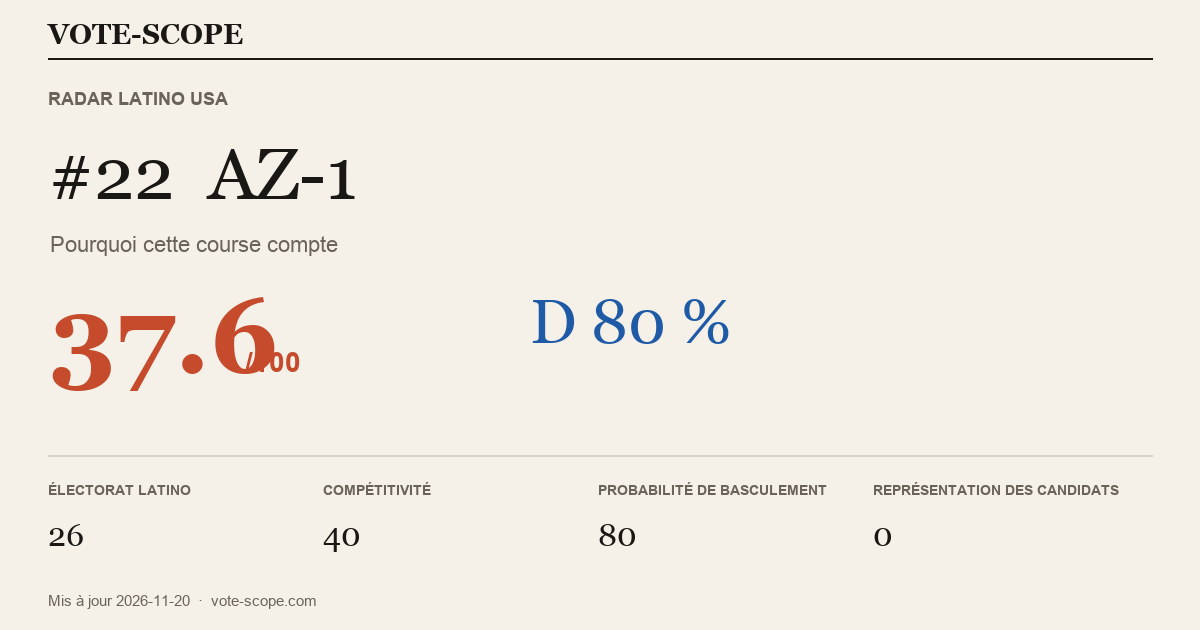 VOTE-SCOPE
RADAR LATINO USA
#22 AZ-1
Pourquoi cette course compte
37.6 /100
D 80 %
ÉLECTORAT LATINO
COMPÉTITIVITÉ
PROBABILITÉ DE BASCULEMENT
REPRÉSENTATION DES CANDIDATS
26
40
80
0
Mis à jour 2026-11-20 · vote-scope.com